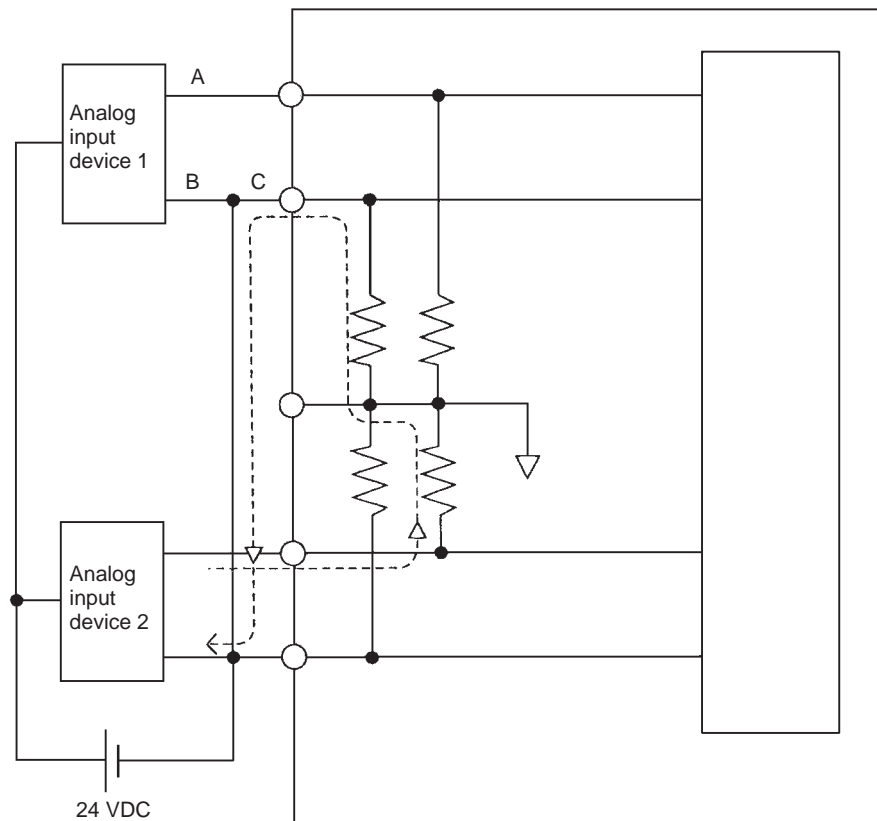 A
Analog
input
device 1
B C
Analog
input
device 2
24 VDC